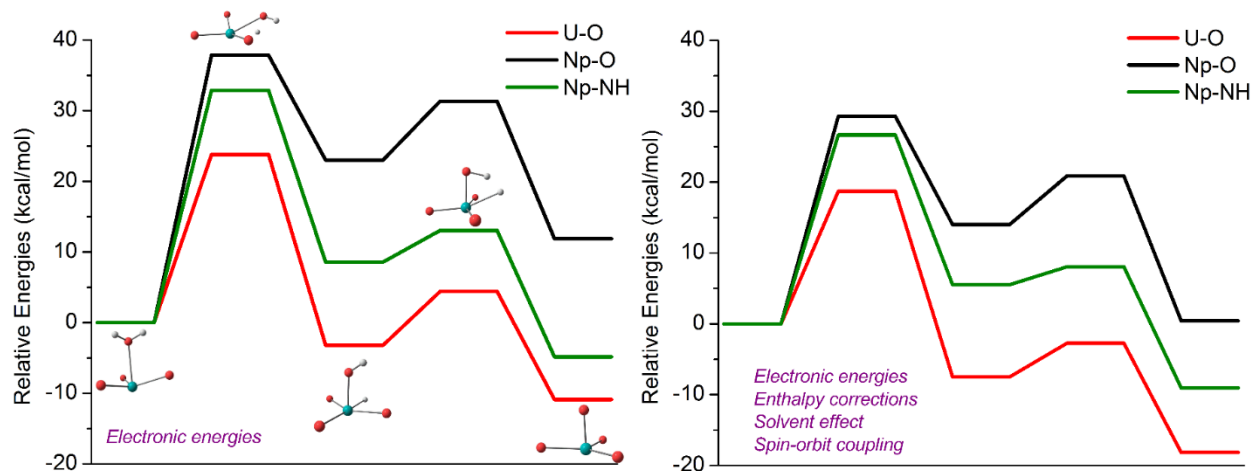 40
30
20
10
0
-10
-20
Relative Energies (kcal/mol)
U-O
Np-O
Np-NH
Electronic energies
40
30
20
10
0
-10
-20
Relative Energies (kcal/mol)
U-O
Np-O
Np-NH
Electronic energies
Enthalpy corrections
Solvent effect
Spin-orbit coupling